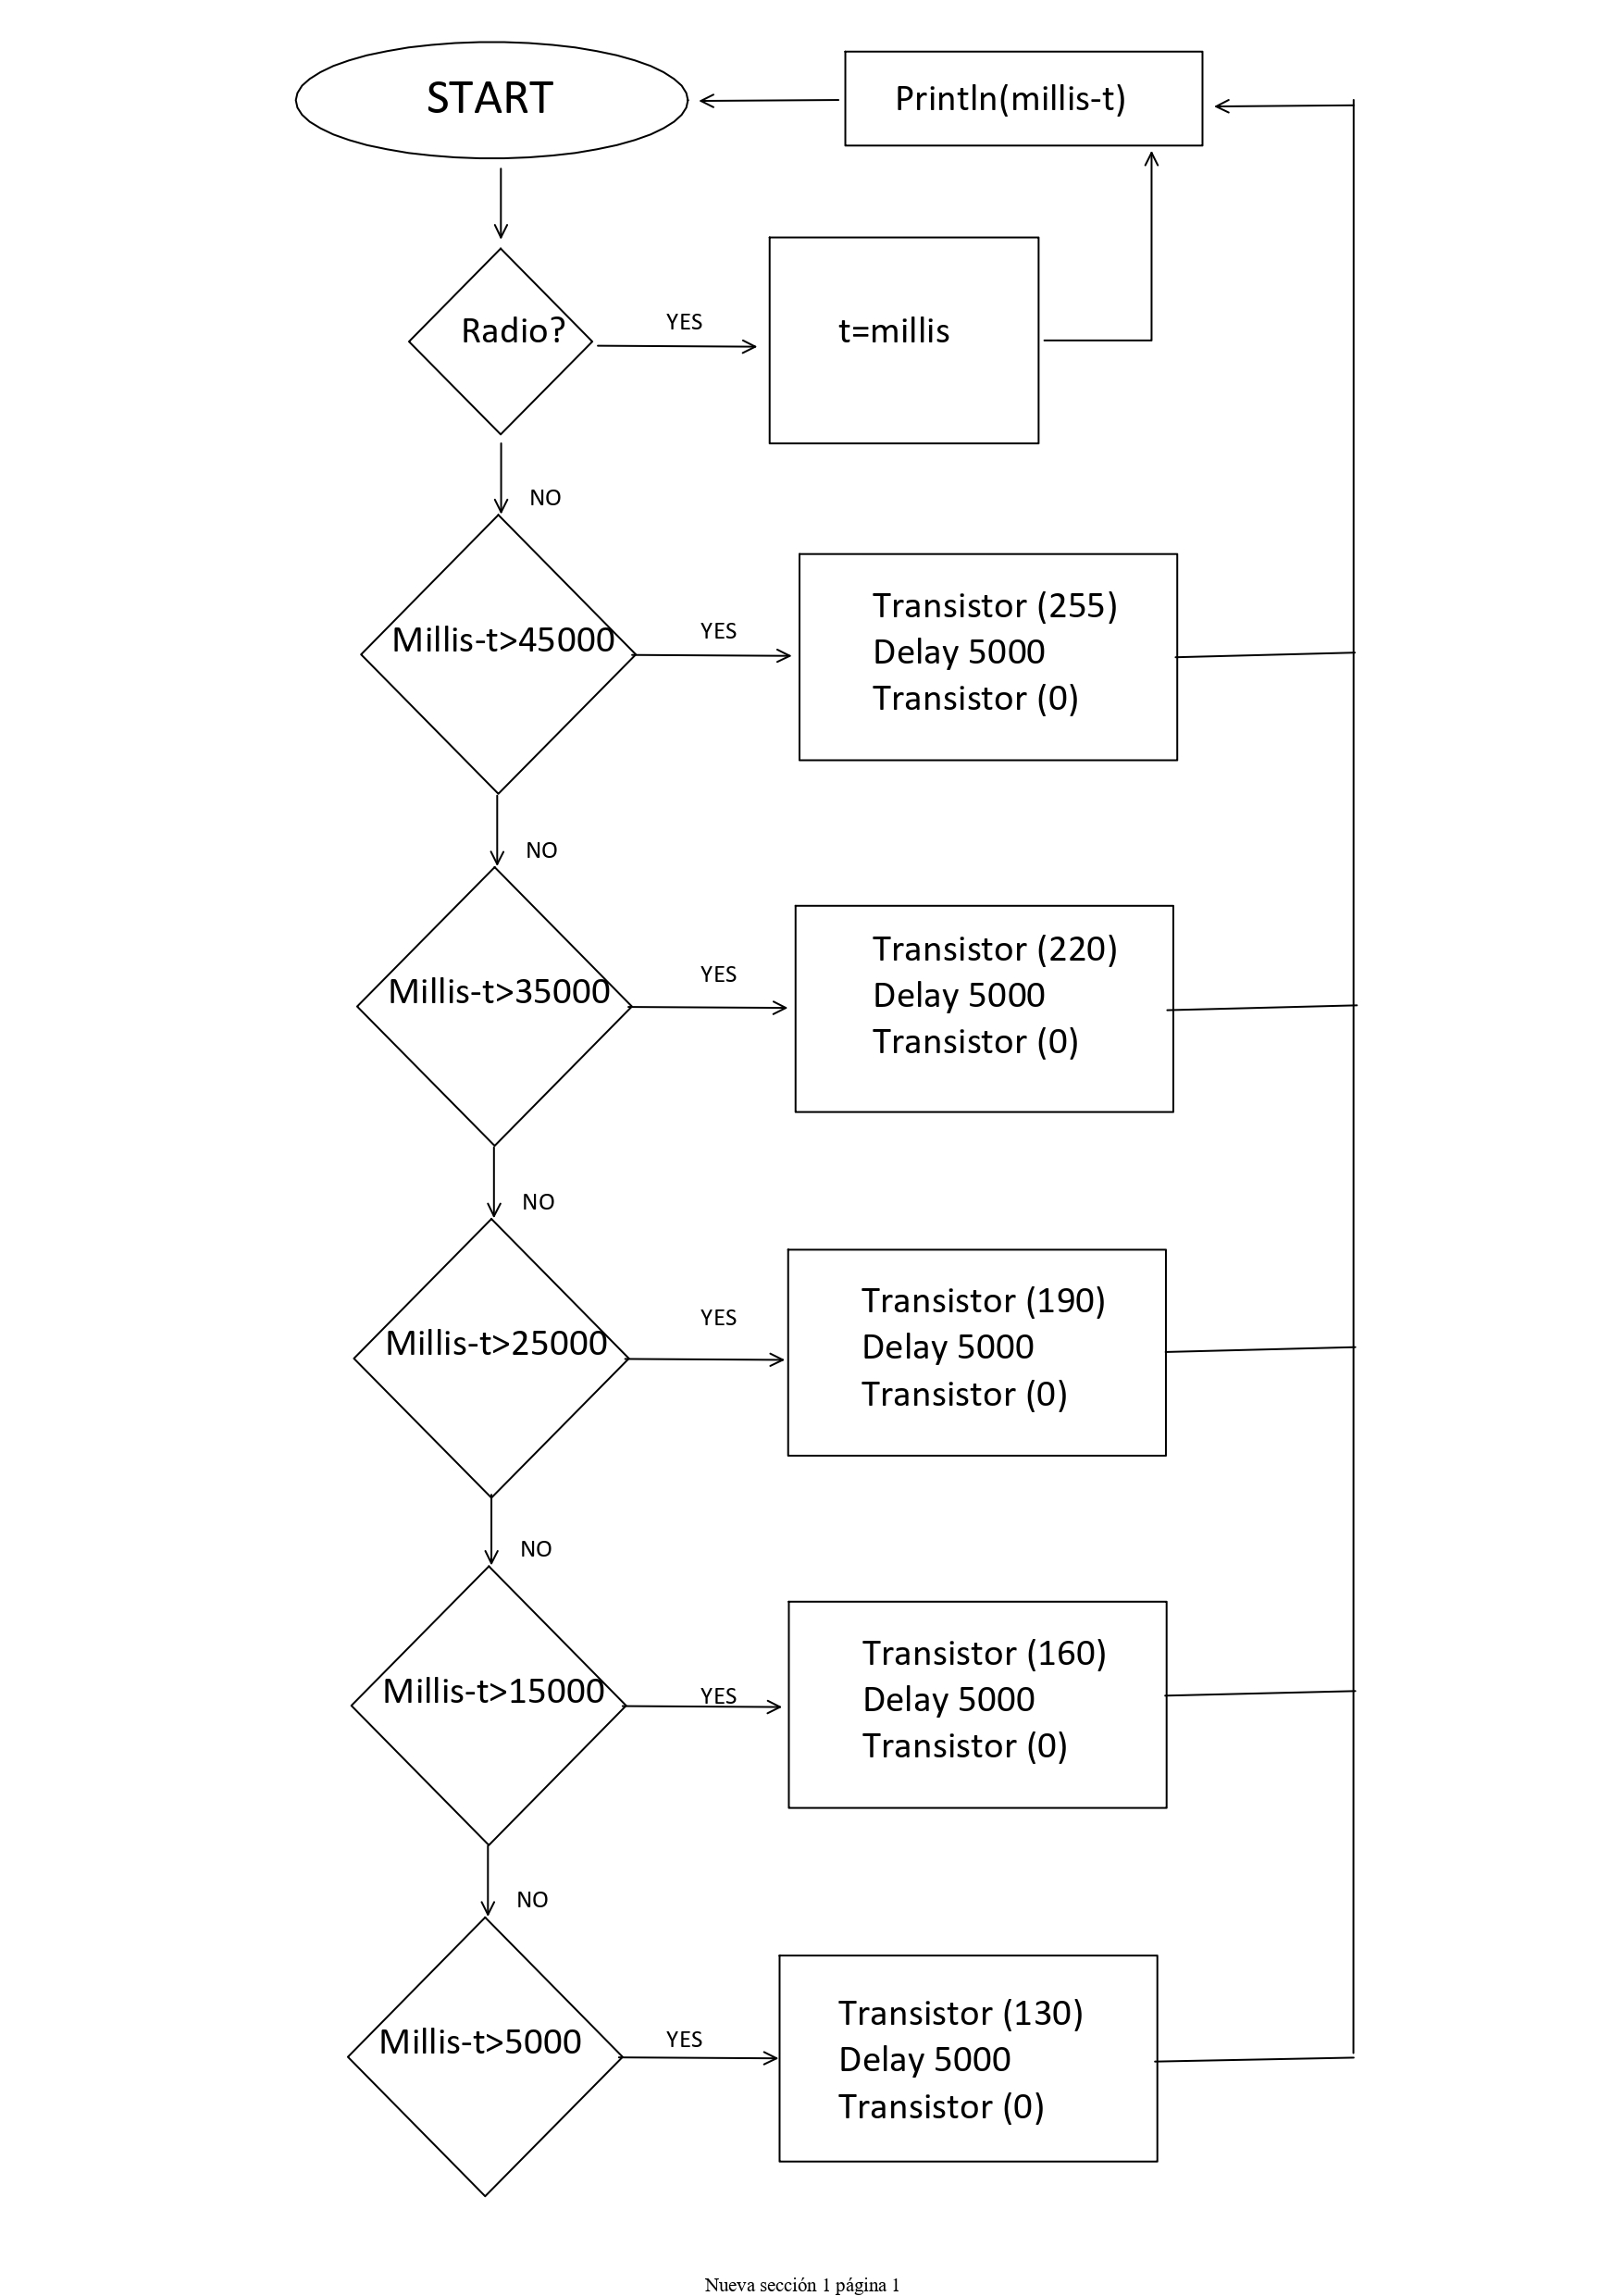 START
Println(millis-t)
Radio?
YES
t=millis
NO
Millis-t>45000
YES
Transistor (255)
Delay 5000
Transistor (0)
NO
Millis-t>35000
YES
Transistor (220)
Delay 5000
Transistor (0)
NO
Millis-t>25000
YES
Transistor (190)
Delay 5000
Transistor (0)
NO
Millis-t>15000
YES
Transistor (160)
Delay 5000
Transistor (0)
NO
Millis-t>5000
YES
Transistor (130)
Delay 5000
Transistor (0)
Nueva sección 1 página 1